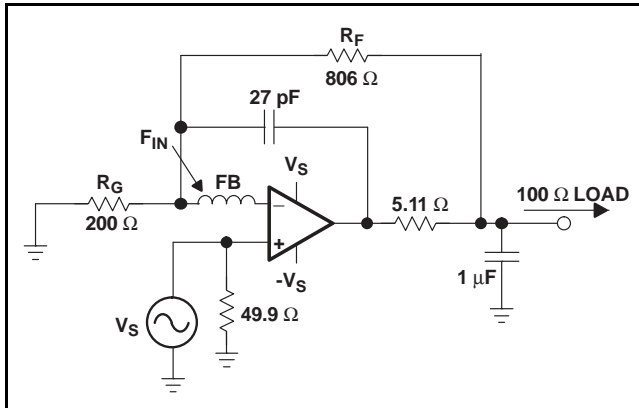 R_F
806 Ω
27 pF
F_IN
V_S
R_G
FB
5.11 Ω
100 Ω LOAD
200 Ω
−
+
-V_S
1 μF
V_S
49.9 Ω